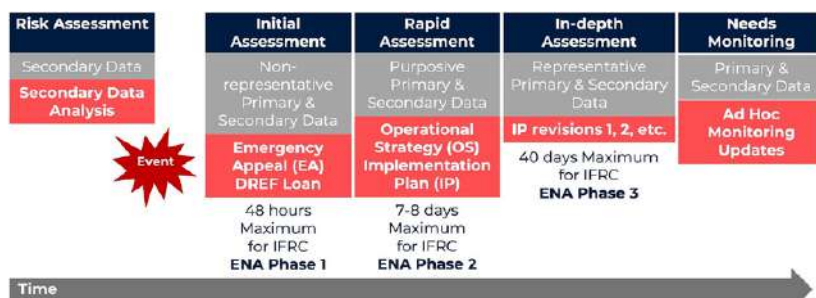 Risk Assessment
Secondary Data
Secondary Data
Analysis
Event
Initial
Assessment
Non-
representative
Primary &
Secondary Data
Emergency
Appeal (EA)
DREF Loan
48 hours
Maximum
for IFRC
ENA Phase 1
Rapid
Assessment
Purposive
Primary &
Secondary Data
Operational
Strategy (OS)
Implementation
Plan (IP)
7-8 days
Maximum
for IFRC
ENA Phase 2
In-depth
Assessment
Representative
Primary & Secondary
Data
IP revisions 1, 2, etc.
40 days Maximum
for IFRC
ENA Phase 3
Needs
Monitoring
Primary &
Secondary Data
Ad Hoc
Monitoring
Updates
Time